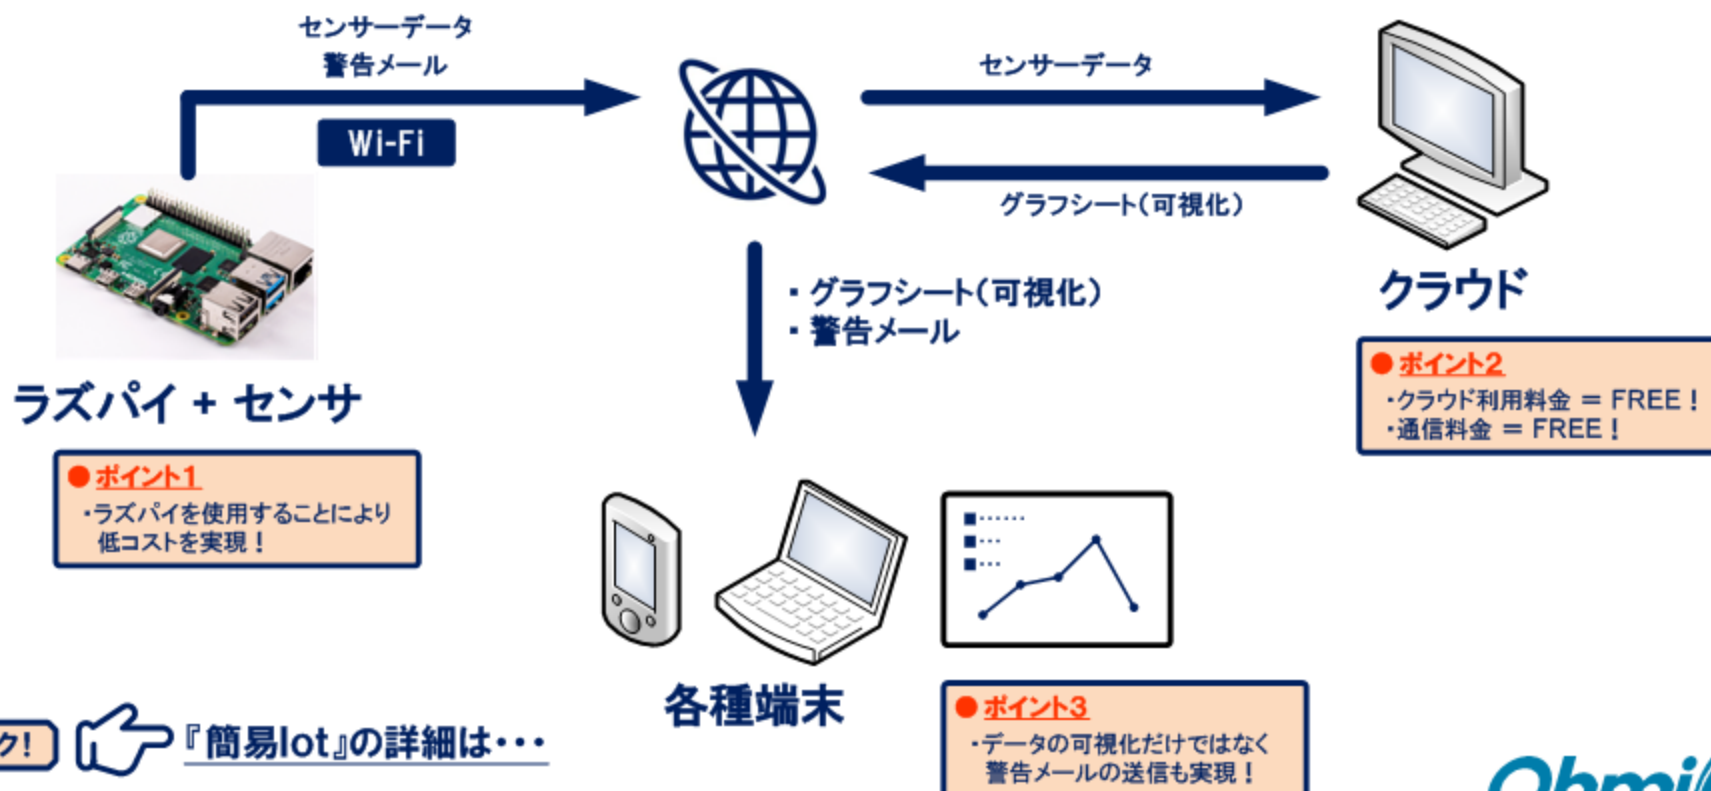 センサーデータ
警告メール
Wi-Fi
センサーデータ
グラフシート(可視化)
・グラフシート(可視化)
・警告メール
クラウド
●ポイント2
・クラウド利用料金 = FREE!
・通信料金 = FREE!
ラズパイ + センサ
●ポイント1
・ラズパイを使用することにより
低コストを実現!
各種端末
●ポイント3
・データの可視化だけではなく
警告メールの送信も実現!
ク!
『簡易Iot』の詳細は・・・